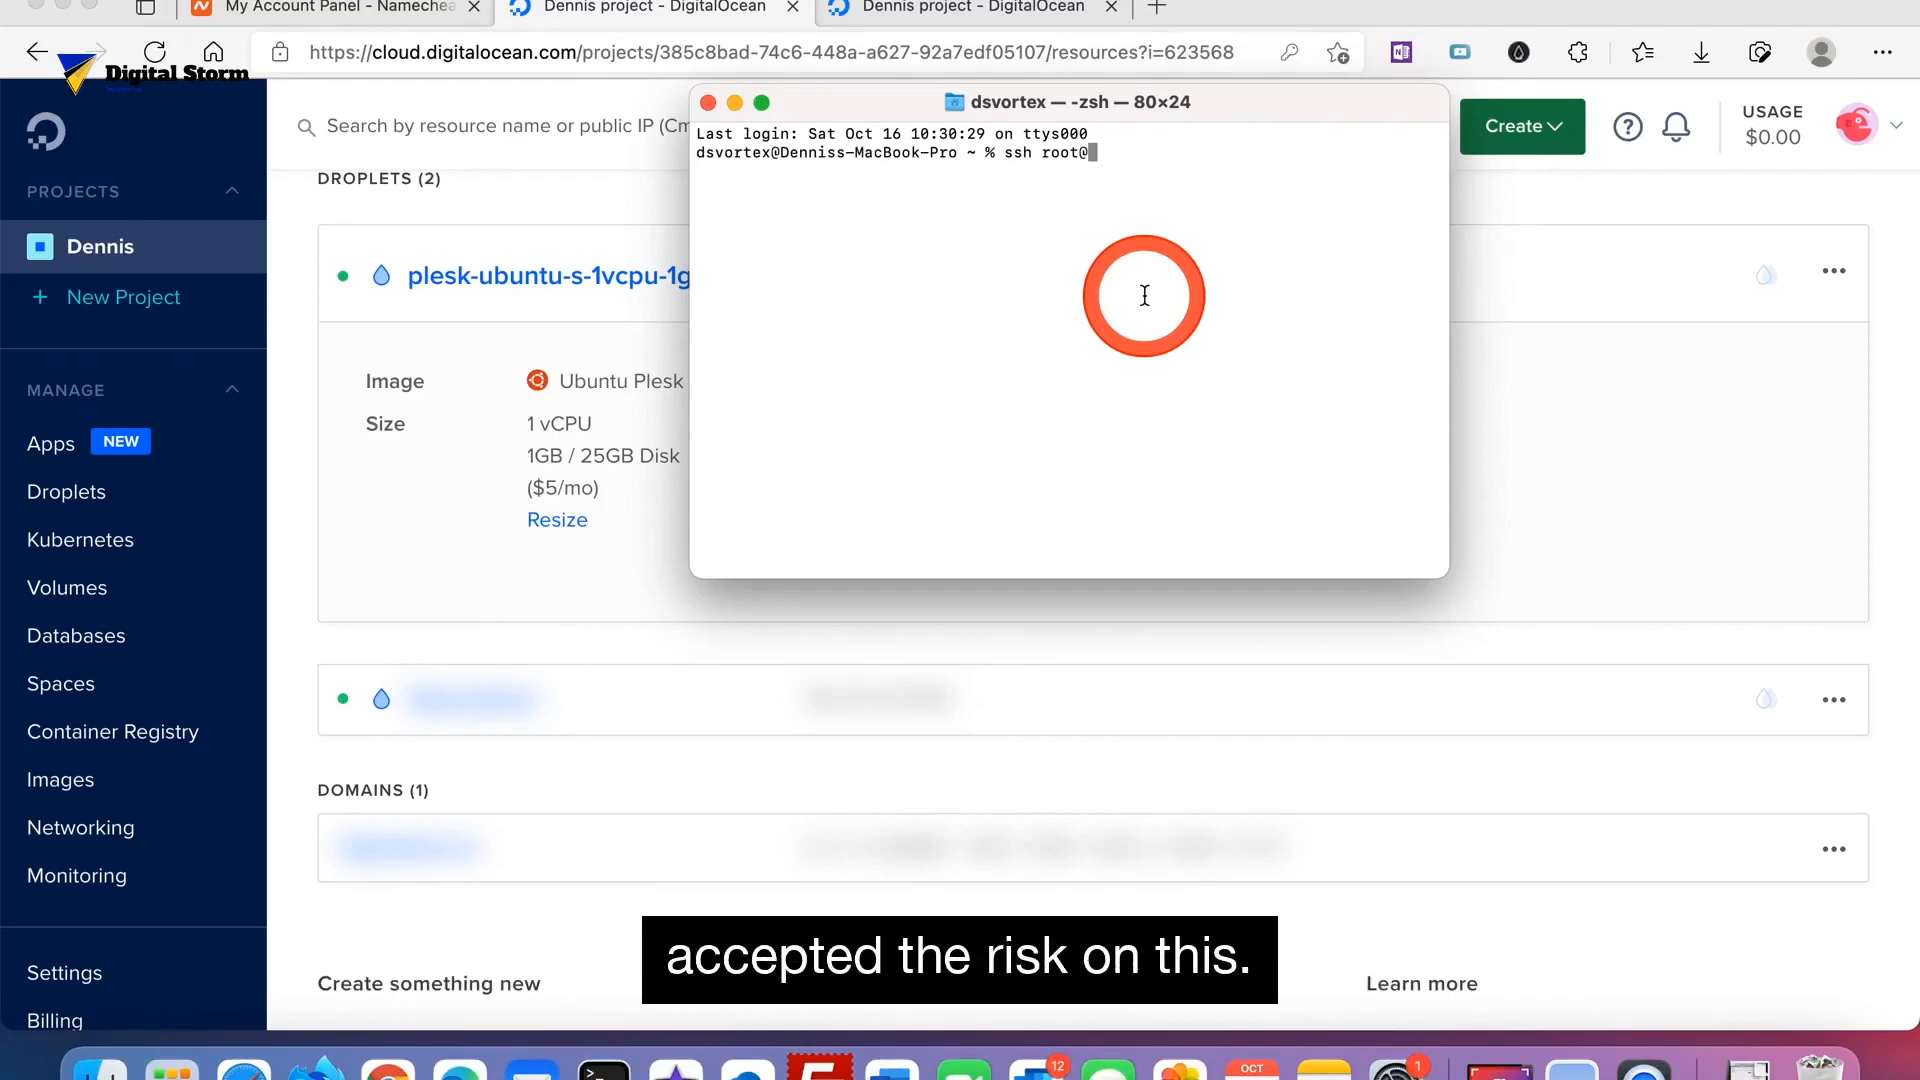 My Account Panel - Namechea
Dennis project - DigitalOcean
Dennis project - DigitalOcean
https://cloud.digitalocean.com/projects/385c8bad-74c6-448a-a627-92a7edf05107/resources?i=623568
Digital Storm
dsvortex — -zsh — 80×24
Last login: Sat Oct 16 10:30:29 on ttys000
dsvortex@Denniss-MacBook-Pro ~ % ssh root@
Search by resource name or public IP (Cm
Create
USAGE
$0.00
PROJECTS
Dennis
+ New Project
MANAGE
Apps NEW
Droplets
Kubernetes
Volumes
Databases
Spaces
Container Registry
Images
Networking
Monitoring
Settings
Billing
DROPLETS (2)
plesk-ubuntu-s-1vcpu-1g
Image
Ubuntu Plesk
Size
1 vCPU
1GB / 25GB Disk
($5/mo)
Resize
DOMAINS (1)
Create something new
Learn more
accepted the risk on this.
12
OCT
1